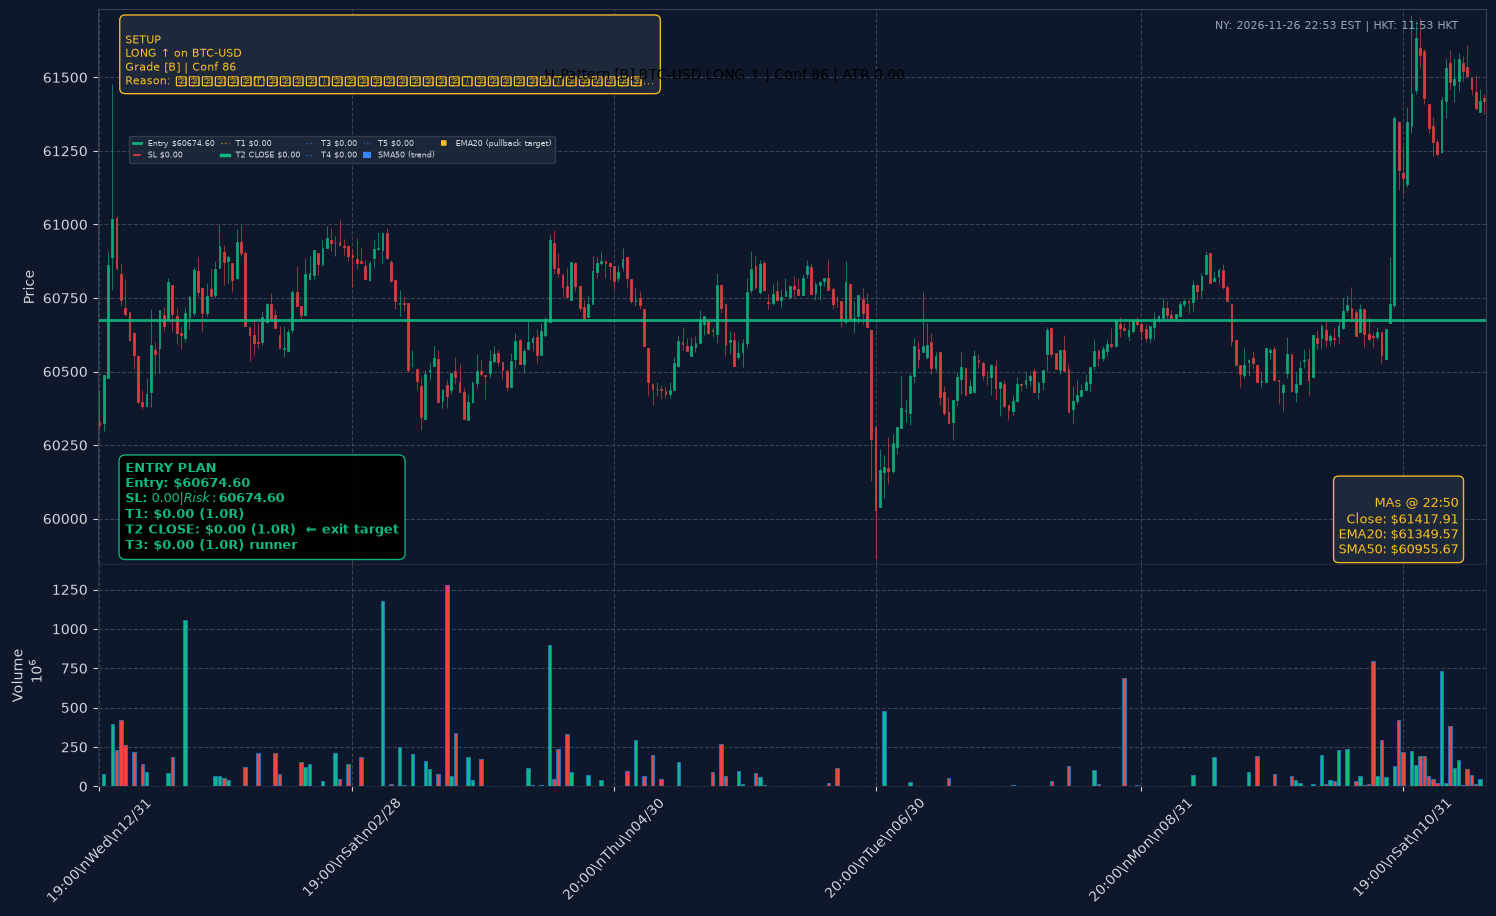 NY: 2026-11-26 22:53 EST | HKT: 11:53 HKT
SETUP
LONG ↑ on BTC-USD
Grade [B] | Conf 86
Reason:
H-Pattern [B] BTC-USD LONG ↑ | Conf 86 | ATR 0.00
Entry $60674.60
SL $0.00
T1 $0.00
T2 CLOSE $0.00
T3 $0.00
T4 $0.00
T5 $0.00
SMA50 (trend)
EMA20 (pullback target)
Price
61500
61250
61000
60750
60500
60250
60000
ENTRY PLAN
Entry: $60674.60
SL: 0.00|Risk:60674.60
T1: $0.00 (1.0R)
T2 CLOSE: $0.00 (1.0R) ← exit target
T3: $0.00 (1.0R) runner
MAs @ 22:50
Close: $61417.91
EMA20: $61349.57
SMA50: $60955.67
Volume
10⁶
1250
1000
750
500
250
0
19:00\nWed\n12/31
19:00\nSat\n02/28
20:00\nThu\n04/30
20:00\nTue\n06/30
20:00\nMon\n08/31
19:00\nSat\n10/31